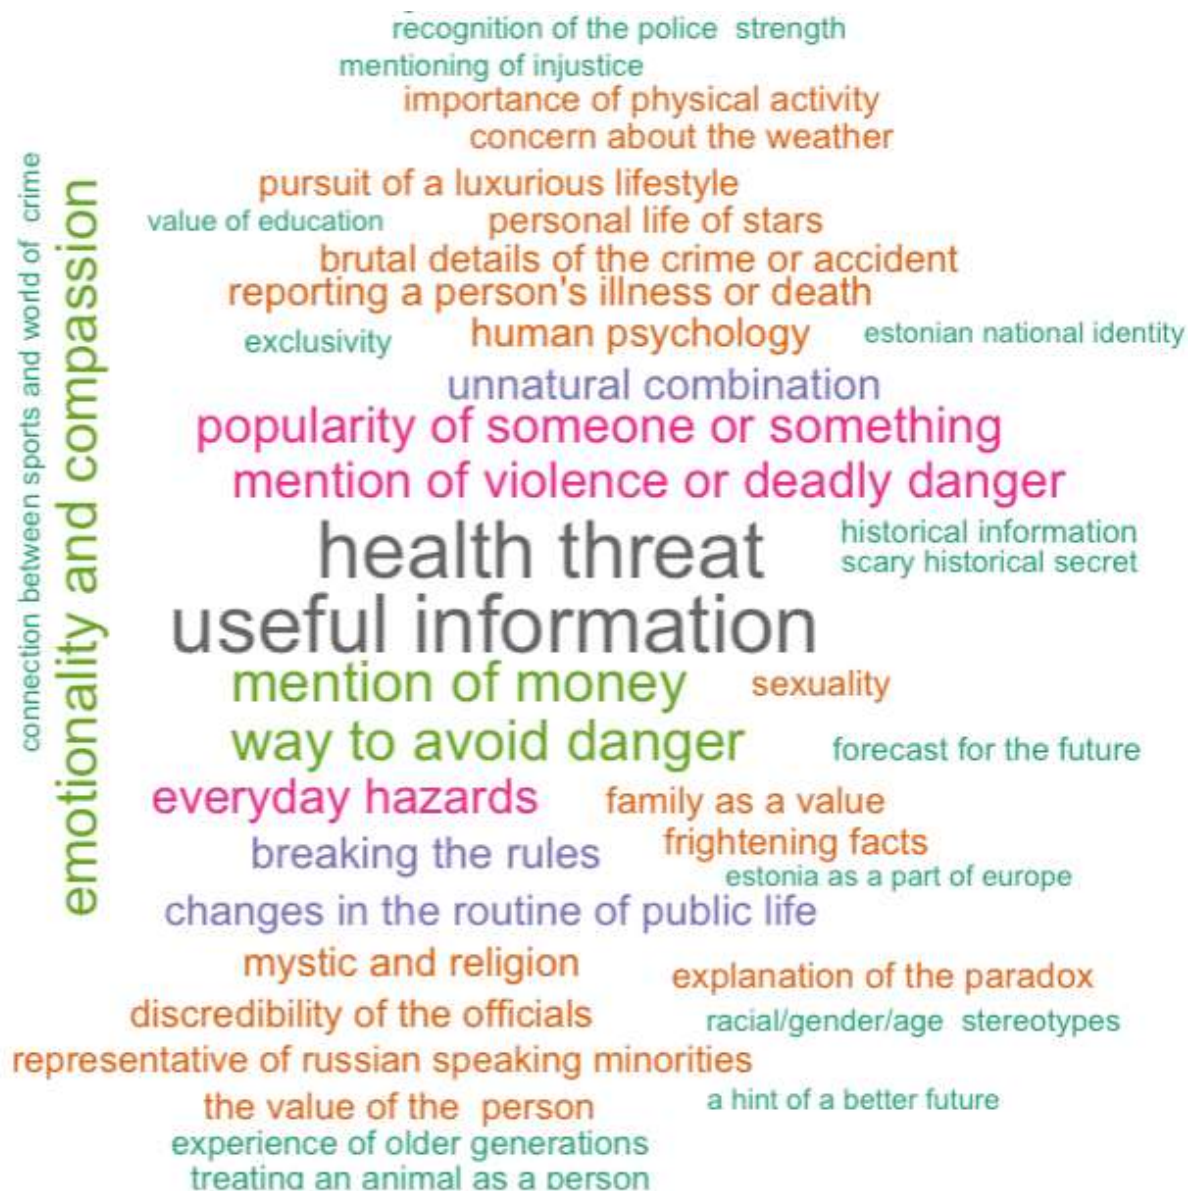 recognition of the police strength
mentioning of injustice
importance of physical activity
concern about the weather
pursuit of a luxurious lifestyle
value of education
personal life of stars
brutal details of the crime or accident
reporting a person's illness or death
exclusivity
human psychology
estonian national identity
unnatural combination
popularity of someone or something
mention of violence or deadly danger
health threat
historical information
scary historical secret
useful information
mention of money
sexuality
way to avoid danger
forecast for the future
everyday hazards
family as a value
breaking the rules
frightening facts
estonia as a part of europe
changes in the routine of public life
mystic and religion
explanation of the paradox
discredibility of the officials
racial/gender/age stereotypes
representative of russian speaking minorities
the value of the person
a hint of a better future
experience of older generations
treating an animal as a person
connection between sports and world of crime
emotionality and compassion